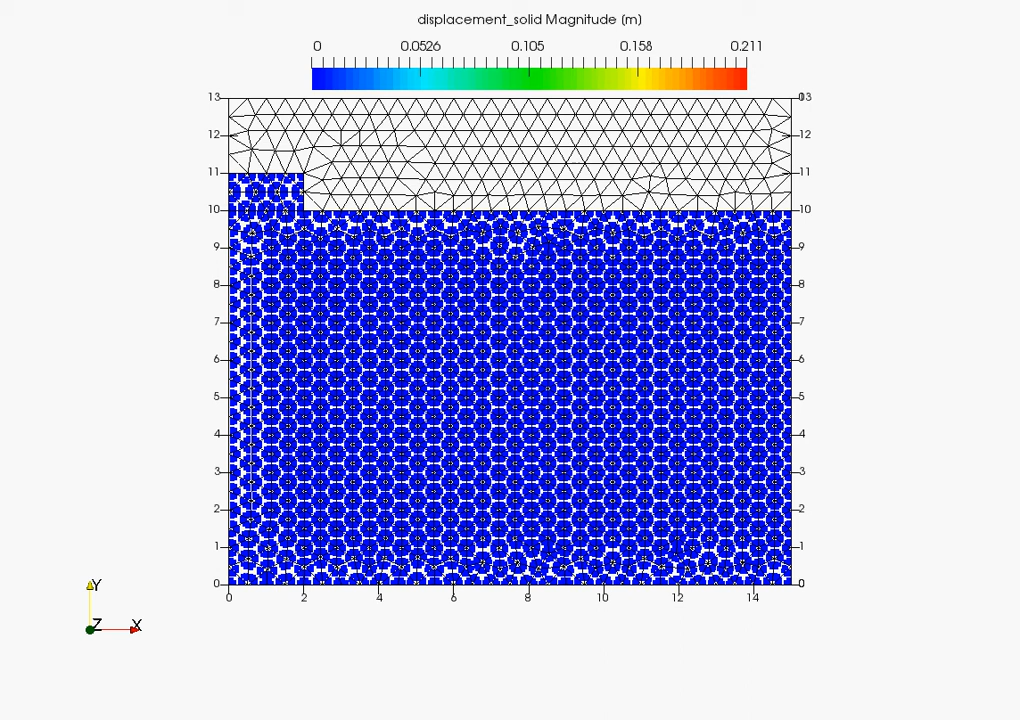 displacement_solid Magnitude (m)
0 0.0526 0.105 0.158 0.211
13 0 13
12 12
11 11
10 10
9 9
8 8
7 7
6 6
5 5
4 4
3 3
2 2
1 1
0 0
0 2 4 6 8 10 12 14
Y
Z X